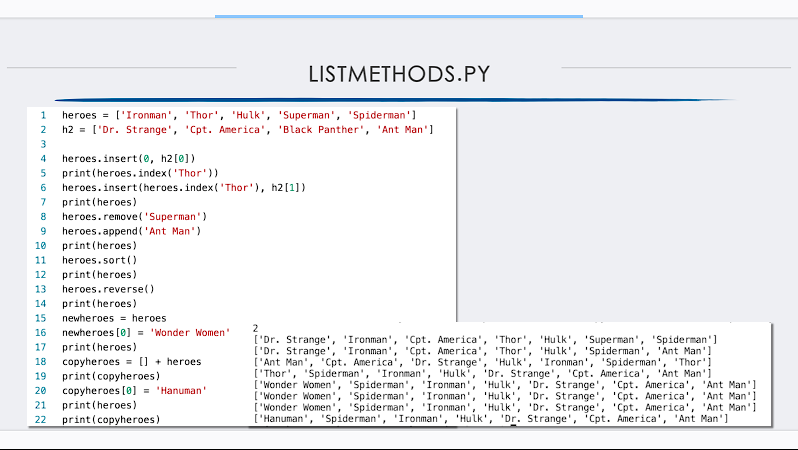 LISTMETHODS.PY
1 heroes = ['Ironman', 'Thor', 'Hulk', 'Superman', 'Spiderman']
2 h2 = ['Dr. Strange', 'Cpt. America', 'Black Panther', 'Ant Man']
3
4 heroes.insert(0, h2[0])
5 print(heroes.index('Thor'))
6 heroes.insert(heroes.index('Thor'), h2[1])
7 print(heroes)
8 heroes.remove('Superman')
9 heroes.append('Ant Man')
10 print(heroes)
11 heroes.sort()
12 print(heroes)
13 heroes.reverse()
14 print(heroes)
15 newheroes = heroes
16 newheroes[0] = 'Wonder Women'
17 print(heroes)
18 copyheroes = [] + heroes
19 print(copyheroes)
20 copyheroes[0] = 'Hanuman'
21 print(heroes)
22 print(copyheroes)
2
['Dr. Strange', 'Ironman', 'Cpt. America', 'Thor', 'Hulk', 'Superman', 'Spiderman']
['Dr. Strange', 'Ironman', 'Cpt. America', 'Thor', 'Hulk', 'Spiderman', 'Ant Man']
['Ant Man', 'Cpt. America', 'Dr. Strange', 'Hulk', 'Ironman', 'Spiderman', 'Thor']
['Thor', 'Spiderman', 'Ironman', 'Hulk', 'Dr. Strange', 'Cpt. America', 'Ant Man']
['Wonder Women', 'Spiderman', 'Ironman', 'Hulk', 'Dr. Strange', 'Cpt. America', 'Ant Man']
['Wonder Women', 'Spiderman', 'Ironman', 'Hulk', 'Dr. Strange', 'Cpt. America', 'Ant Man']
['Wonder Women', 'Spiderman', 'Ironman', 'Hulk', 'Dr. Strange', 'Cpt. America', 'Ant Man']
['Hanuman', 'Spiderman', 'Ironman', 'Hulk', 'Dr. Strange', 'Cpt. America', 'Ant Man']